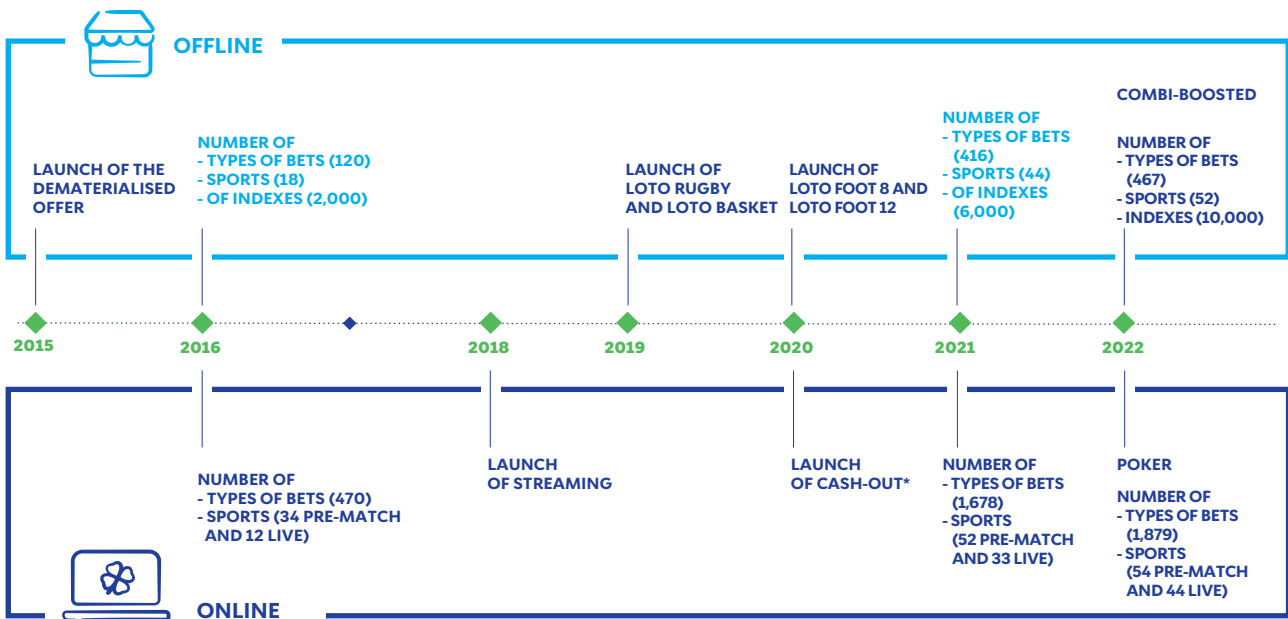 OFFLINE
LAUNCH OF THE
DEMATERIALISED
OFFER
NUMBER OF
- TYPES OF BETS (120)
- SPORTS (18)
- OF INDEXES (2,000)
LAUNCH OF
LOTO RUGBY
AND LOTO BASKET
LAUNCH OF
LOTO FOOT 8 AND
LOTO FOOT 12
NUMBER OF
- TYPES OF BETS
(416)
- SPORTS (44)
- OF INDEXES
(6,000)
COMBI-BOOSTED
NUMBER OF
- TYPES OF BETS
(467)
- SPORTS (52)
- INDEXES (10,000)
2015
2016
2018
2019
2020
2021
2022
NUMBER OF
- TYPES OF BETS (470)
- SPORTS (34 PRE-MATCH
AND 12 LIVE)
LAUNCH
OF STREAMING
LAUNCH
OF CASH-OUT*
NUMBER OF
- TYPES OF BETS
(1,678)
- SPORTS
(52 PRE-MATCH
AND 33 LIVE)
POKER
NUMBER OF
- TYPES OF BETS
(1,879)
- SPORTS
(54 PRE-MATCH
AND 44 LIVE)
ONLINE